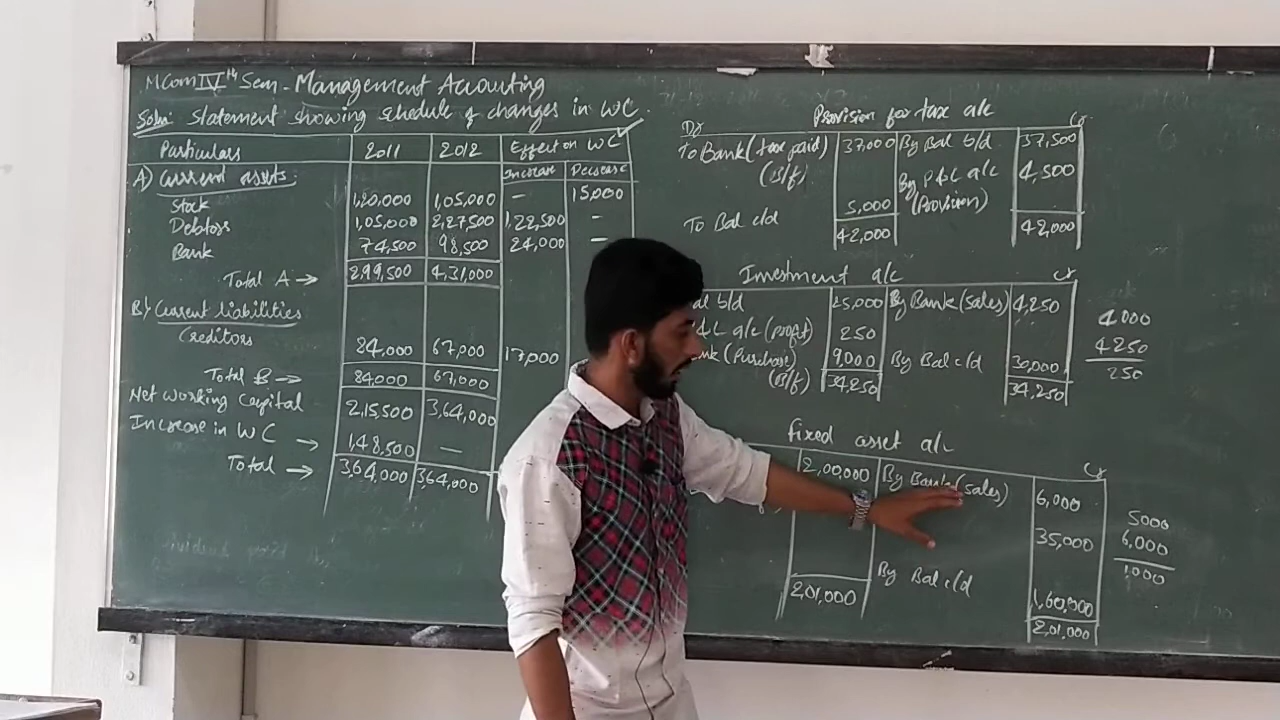 MCom IVth Sem - Management Accouting
Soln: Statement showing schedule of changes in WC.
Particulars 2011 2012 Effect on WC
Increase Decrease
A) Current assets:
Stock 1,20,000 1,05,000 – 15,000
Debtors 1,05,000 2,27,500 1,22,500 –
Bank 74,500 98,500 24,000 –
Total A → 2,99,500 4,31,000
B) Current liabilities
Creditors 84,000 67,000 17,000
Total B → 84,000 67,000
Net working Capital 2,15,500 3,64,000
Increase in WC → 1,48,500 —
Total → 3,64,000 3,64,000
Provision for tax a/c
Dr Cr
To Bank (tax paid) 37,000 By Bal b/d 37,500
(B/f) By P&L a/c 4,500
(Provision)
To Bal c/d 5,000
42,000 42,000
Investment a/c
Cr
al b/d 25,000 By Bank (Sales) 4,250
&L a/c (profit) 250
nk (Purchase) 9,000 By Bal c/d 30,000
(B/f) 34,250 34,250
4000
4250
250
fixed asset a/c
Cr
2,00,000 By Bank (Sales) 6,000
35,000
By Bal c/d 1,60,000
2,01,000 2,01,000
5000
6,000
1000